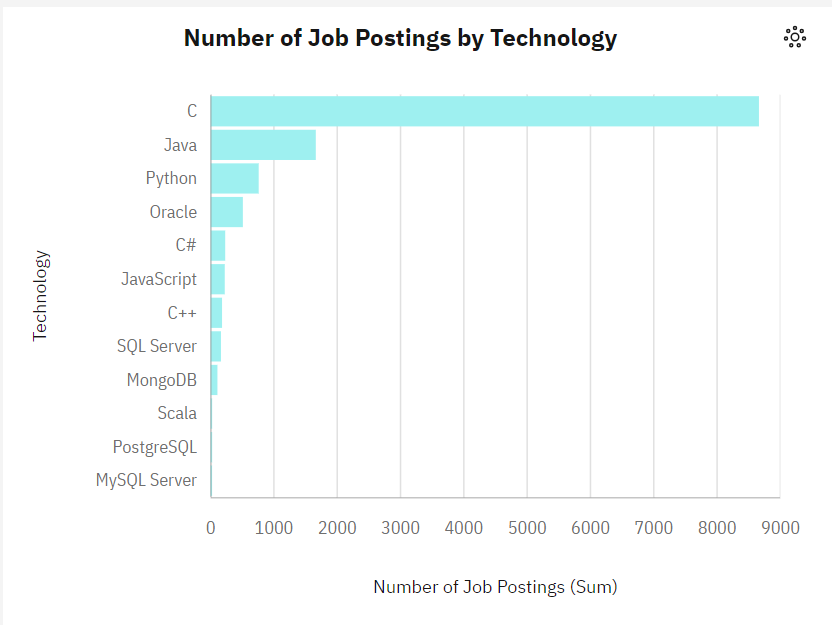 Number of Job Postings by Technology
C
Java
Python
Oracle
C#
JavaScript
C++
SQL Server
MongoDB
Scala
PostgreSQL
MySQL Server
Technology
0 1000 2000 3000 4000 5000 6000 7000 8000 9000
Number of Job Postings (Sum)